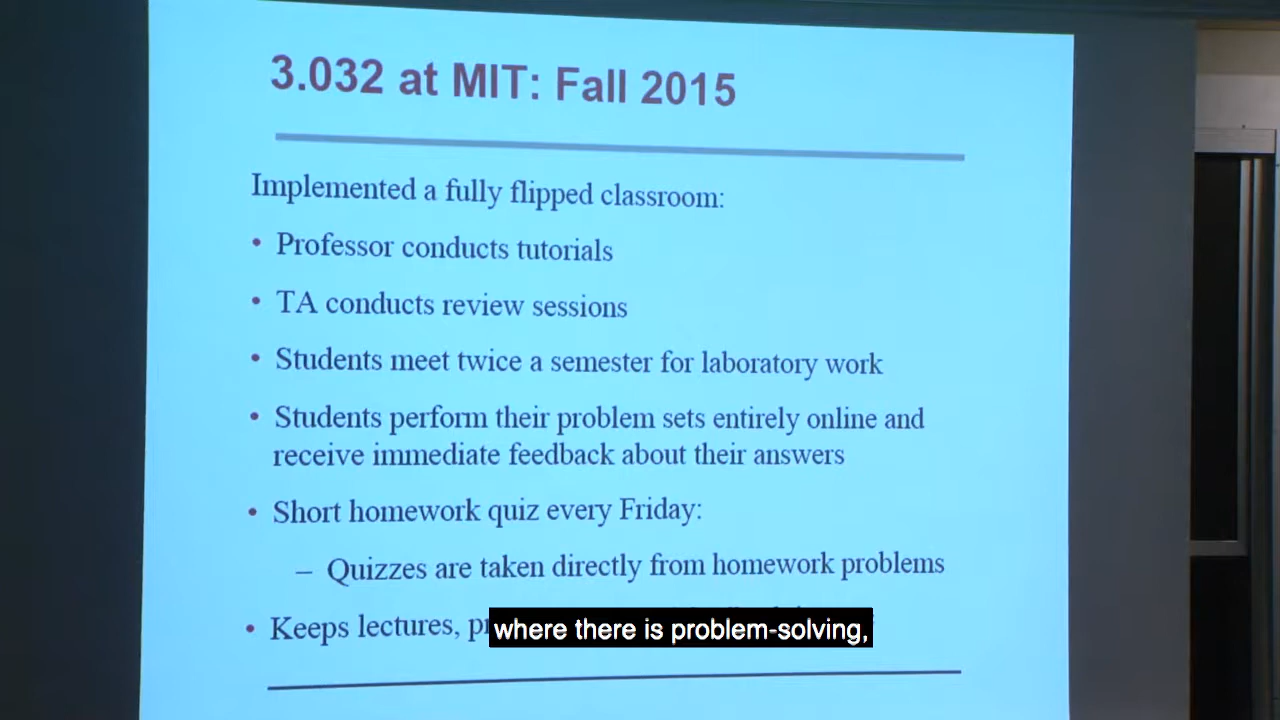 3.032 at MIT: Fall 2015
Implemented a fully flipped classroom:
• Professor conducts tutorials
• TA conducts review sessions
• Students meet twice a semester for laboratory work
• Students perform their problem sets entirely online and
receive immediate feedback about their answers
• Short homework quiz every Friday:
– Quizzes are taken directly from homework problems
• Keeps lectures,
where there is problem-solving,